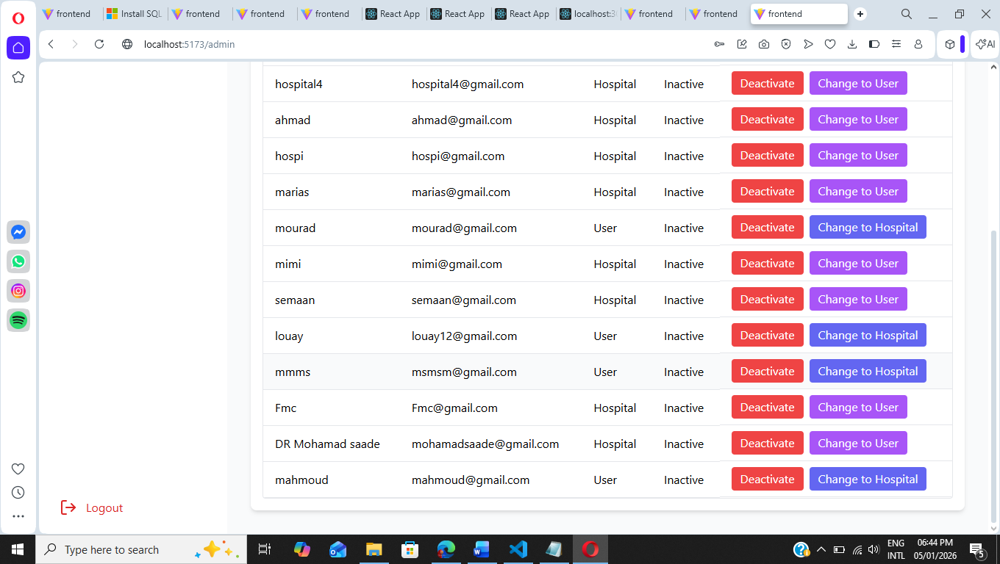 frontend Install SQL frontend frontend frontend React App React App React App localhost:3 frontend frontend frontend
localhost:5173/admin AI
hospital4 hospital4@gmail.com Hospital Inactive Deactivate Change to User
ahmad ahmad@gmail.com Hospital Inactive Deactivate Change to User
hospi hospi@gmail.com Hospital Inactive Deactivate Change to User
marias marias@gmail.com Hospital Inactive Deactivate Change to User
mourad mourad@gmail.com User Inactive Deactivate Change to Hospital
mimi mimi@gmail.com Hospital Inactive Deactivate Change to User
semaan semaan@gmail.com Hospital Inactive Deactivate Change to User
louay louay12@gmail.com User Inactive Deactivate Change to Hospital
mmms msmsm@gmail.com User Inactive Deactivate Change to Hospital
Fmc Fmc@gmail.com Hospital Inactive Deactivate Change to User
DR Mohamad saade mohamadsaade@gmail.com Hospital Inactive Deactivate Change to User
mahmoud mahmoud@gmail.com User Inactive Deactivate Change to Hospital
Logout
Type here to search
ENG
INTL
06:44 PM
05/01/2026
5